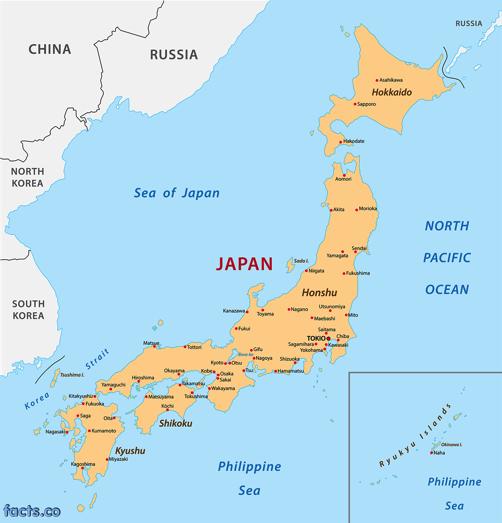 RUSSIA
CHINA
RUSSIA
Asahikawa
Hokkaido
Sapporo
Hakodate
NORTH
KOREA
Sea of Japan
Aomori
Akita
Morioka
NORTH
PACIFIC
OCEAN
Sendai
Yamagata
JAPAN
Sado I.
Niigata
Fukushima
Honshu
SOUTH
KOREA
Kanazawa
Toyama
Nagano
Utsunomiya
Maebashi
Mito
Fukui
Saitama
TOKIO
Chiba
Sagamihara
Kawasaki
Yokohama
Matsue
Tottori
Gifu
Nagoya
Kyoto
Otsu
Shizuoka
Tsu
Hamamatsu
Korea Strait
Tsushima I.
Okayama
Kobe
Osaka
Sakai
Hiroshima
Yamaguchi
Takamatsu
Wakayama
Kitakyushu
Matsuyama
Tokushima
Fukuoka
Kōchi
Saga
Oita
Shikoku
Nagasaki
Kumamoto
Kyushu
Miyazaki
Kagoshima
Philippine
Sea
Ryukyu Islands
Okinawa I.
Naha
Philippine
Sea
facts.co